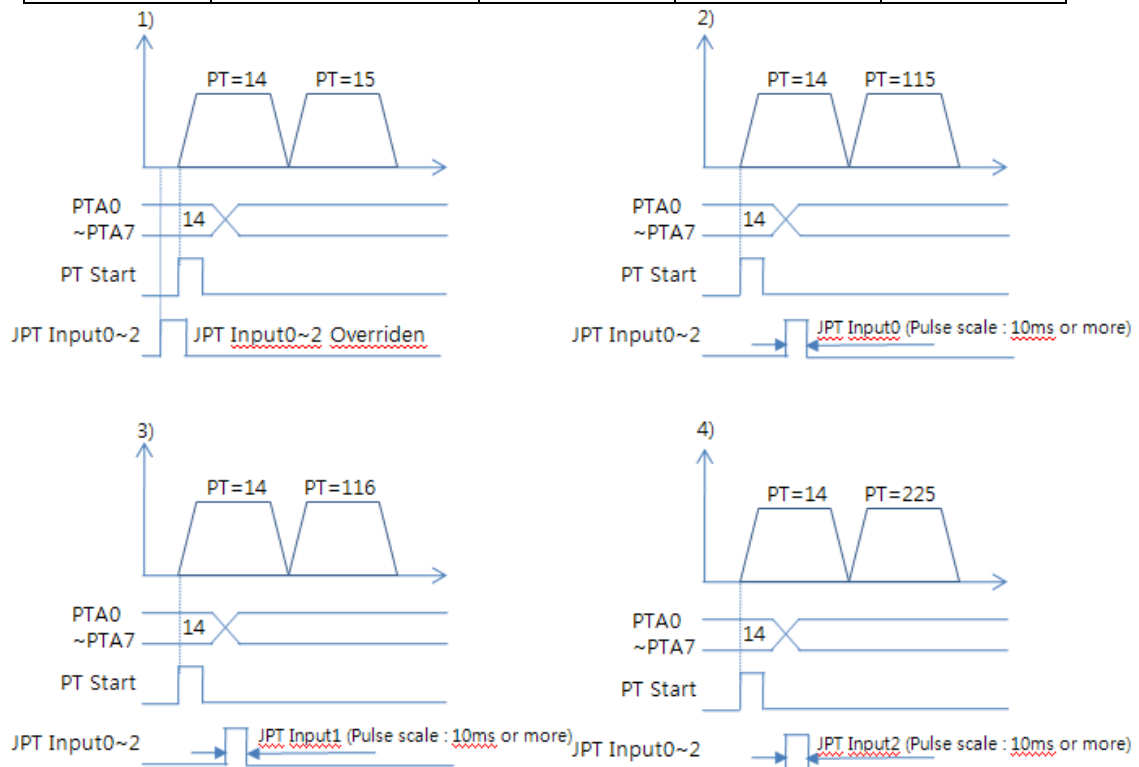 1)
PT=14 PT=15
PTA0
~PTA7
14
PT Start
JPT Input0~2
JPT Input0~2 Overriden
2)
PT=14 PT=115
PTA0
~PTA7
14
PT Start
JPT Input0~2
JPT Input0 (Pulse scale : 10ms or more)
3)
PT=14 PT=116
PTA0
~PTA7
14
PT Start
JPT Input0~2
JPT Input1 (Pulse scale : 10ms or more)
4)
PT=14 PT=225
PTA0
~PTA7
14
PT Start
JPT Input0~2
JPT Input2 (Pulse scale : 10ms or more)